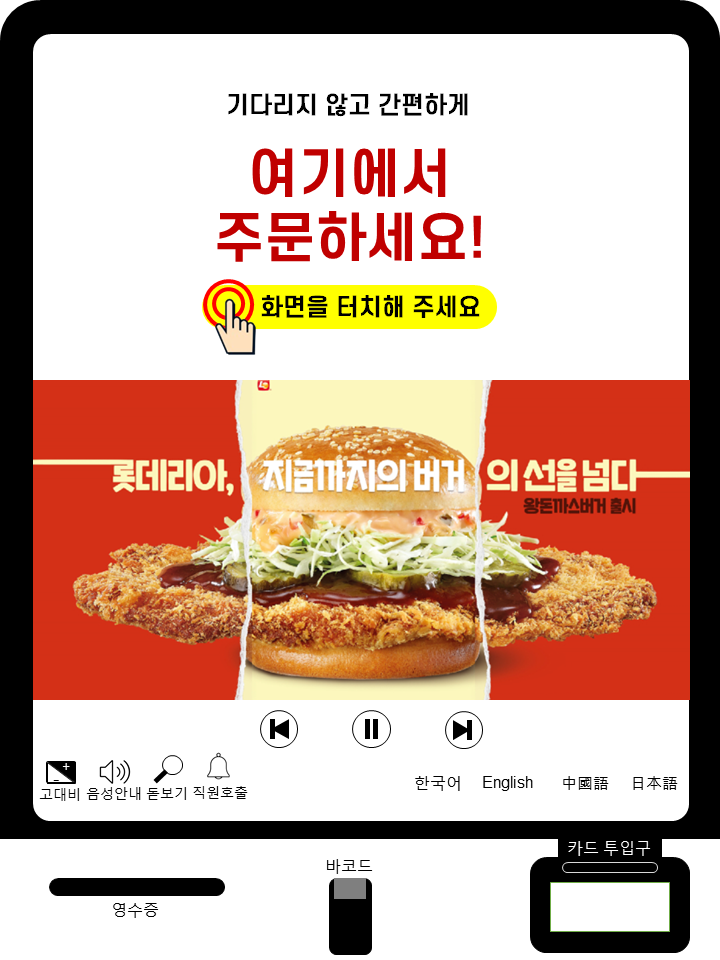 기다리지 않고 간편하게
여기에서
주문하세요!
화면을 터치해 주세요
롯데리아, 지금까지의 버거 의 선을 넘다
왕돈까스버거 출시
고대비 음성안내 돋보기 직원호출
한국어 English 中國語 日本語
카드 투입구
바코드
영수증